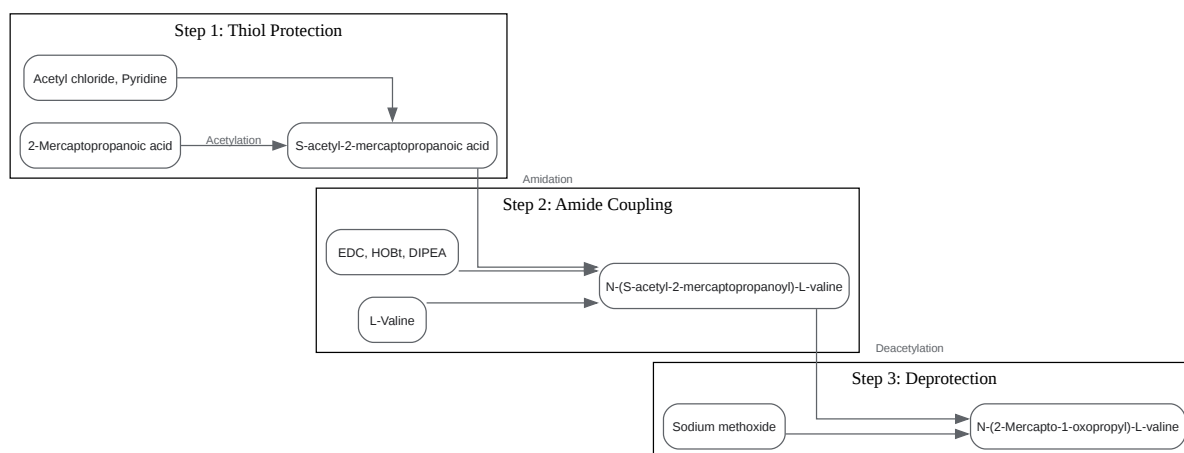 Step 1: Thiol Protection
Acetyl chloride, Pyridine
2-Mercaptopropanoic acid
Acetylation
S-acetyl-2-mercaptopropanoic acid
Amidation
Step 2: Amide Coupling
EDC, HOBt, DIPEA
N-(S-acetyl-2-mercaptopropanoyl)-L-valine
L-Valine
Deacetylation
Step 3: Deprotection
Sodium methoxide
N-(2-Mercapto-1-oxopropyl)-L-valine